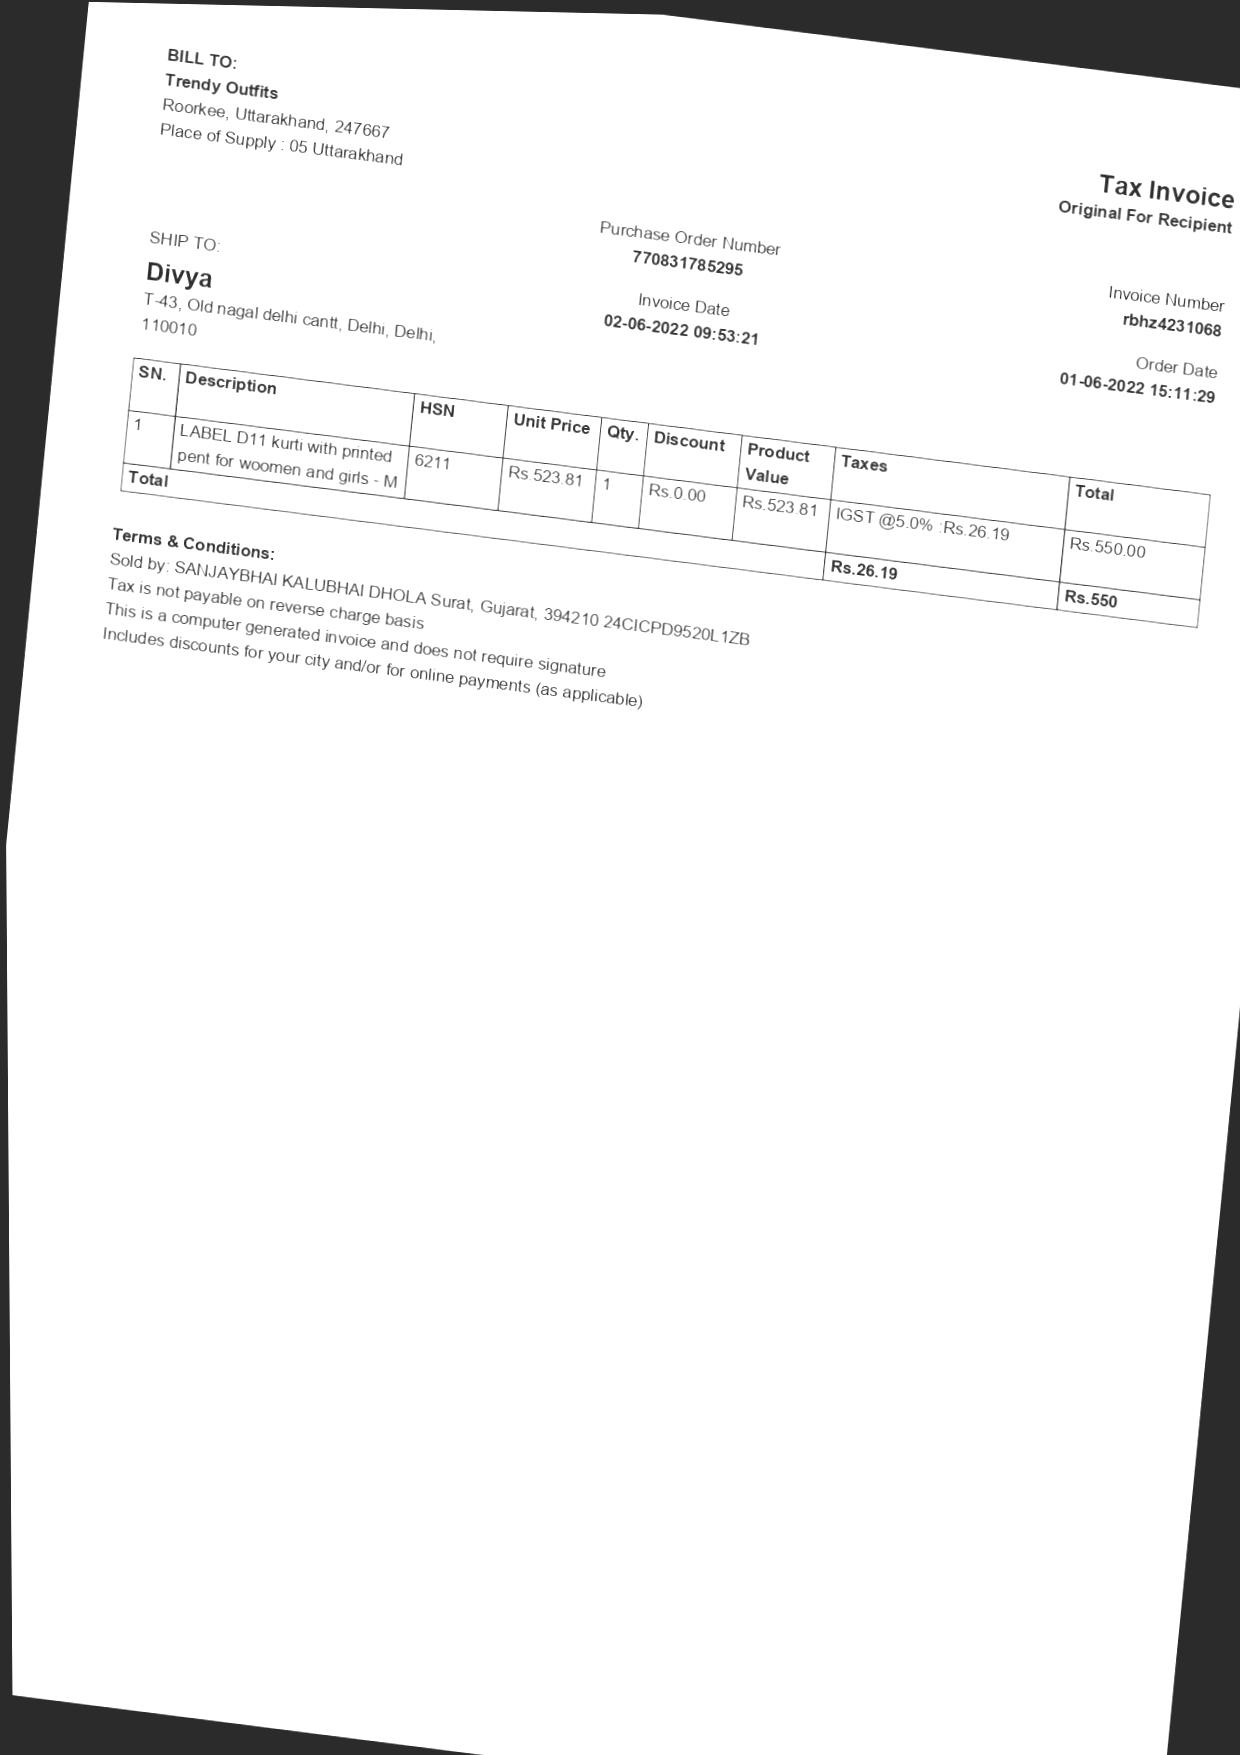 BILL TO:
Trendy Outfits
Roorkee, Uttarakhand, 247667
Place of Supply : 05 Uttarakhand
Tax Invoice
Original For Recipient
SHIP TO:
Divya
T-43, Old nagal delhi cantt, Delhi, Delhi,
110010
Purchase Order Number
770831785295
Invoice Date
02-06-2022 09:53:21
Invoice Number
rbhz4231068
Order Date
01-06-2022 15:11:29
SN. Description HSN Unit Price Qty. Discount Product Value Taxes Total
1 LABEL D11 kurti with printed pent for woomen and girls - M 6211 Rs.523.81 1 Rs.0.00 Rs.523.81 IGST @5.0% :Rs.26.19 Rs.550.00
Total Rs.26.19 Rs.550
Terms & Conditions:
Sold by: SANJAYBHAI KALUBHAI DHOLA Surat, Gujarat, 394210 24CICPD9520L1ZB
Tax is not payable on reverse charge basis
This is a computer generated invoice and does not require signature
Includes discounts for your city and/or for online payments (as applicable)